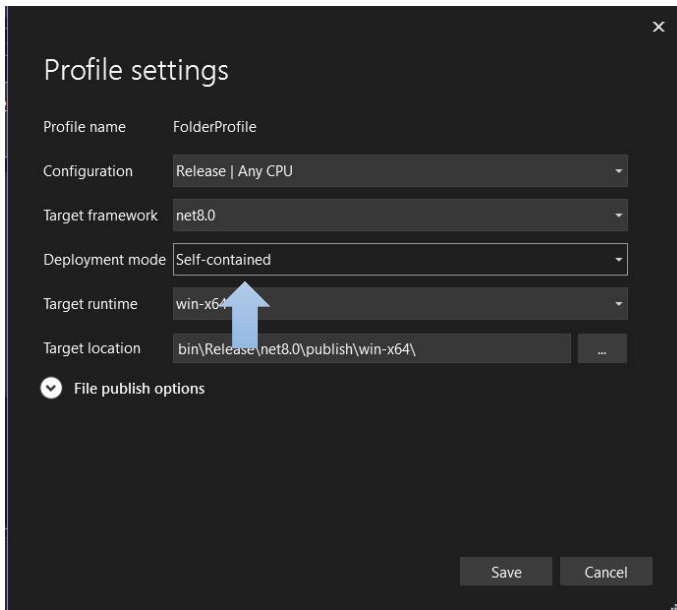 Profile settings
Profile name FolderProfile
Configuration Release | Any CPU
Target framework net8.0
Deployment mode Self-contained
Target runtime win-x64
Target location bin\Release\net8.0\publish\win-x64\ ...
File publish options
Save Cancel